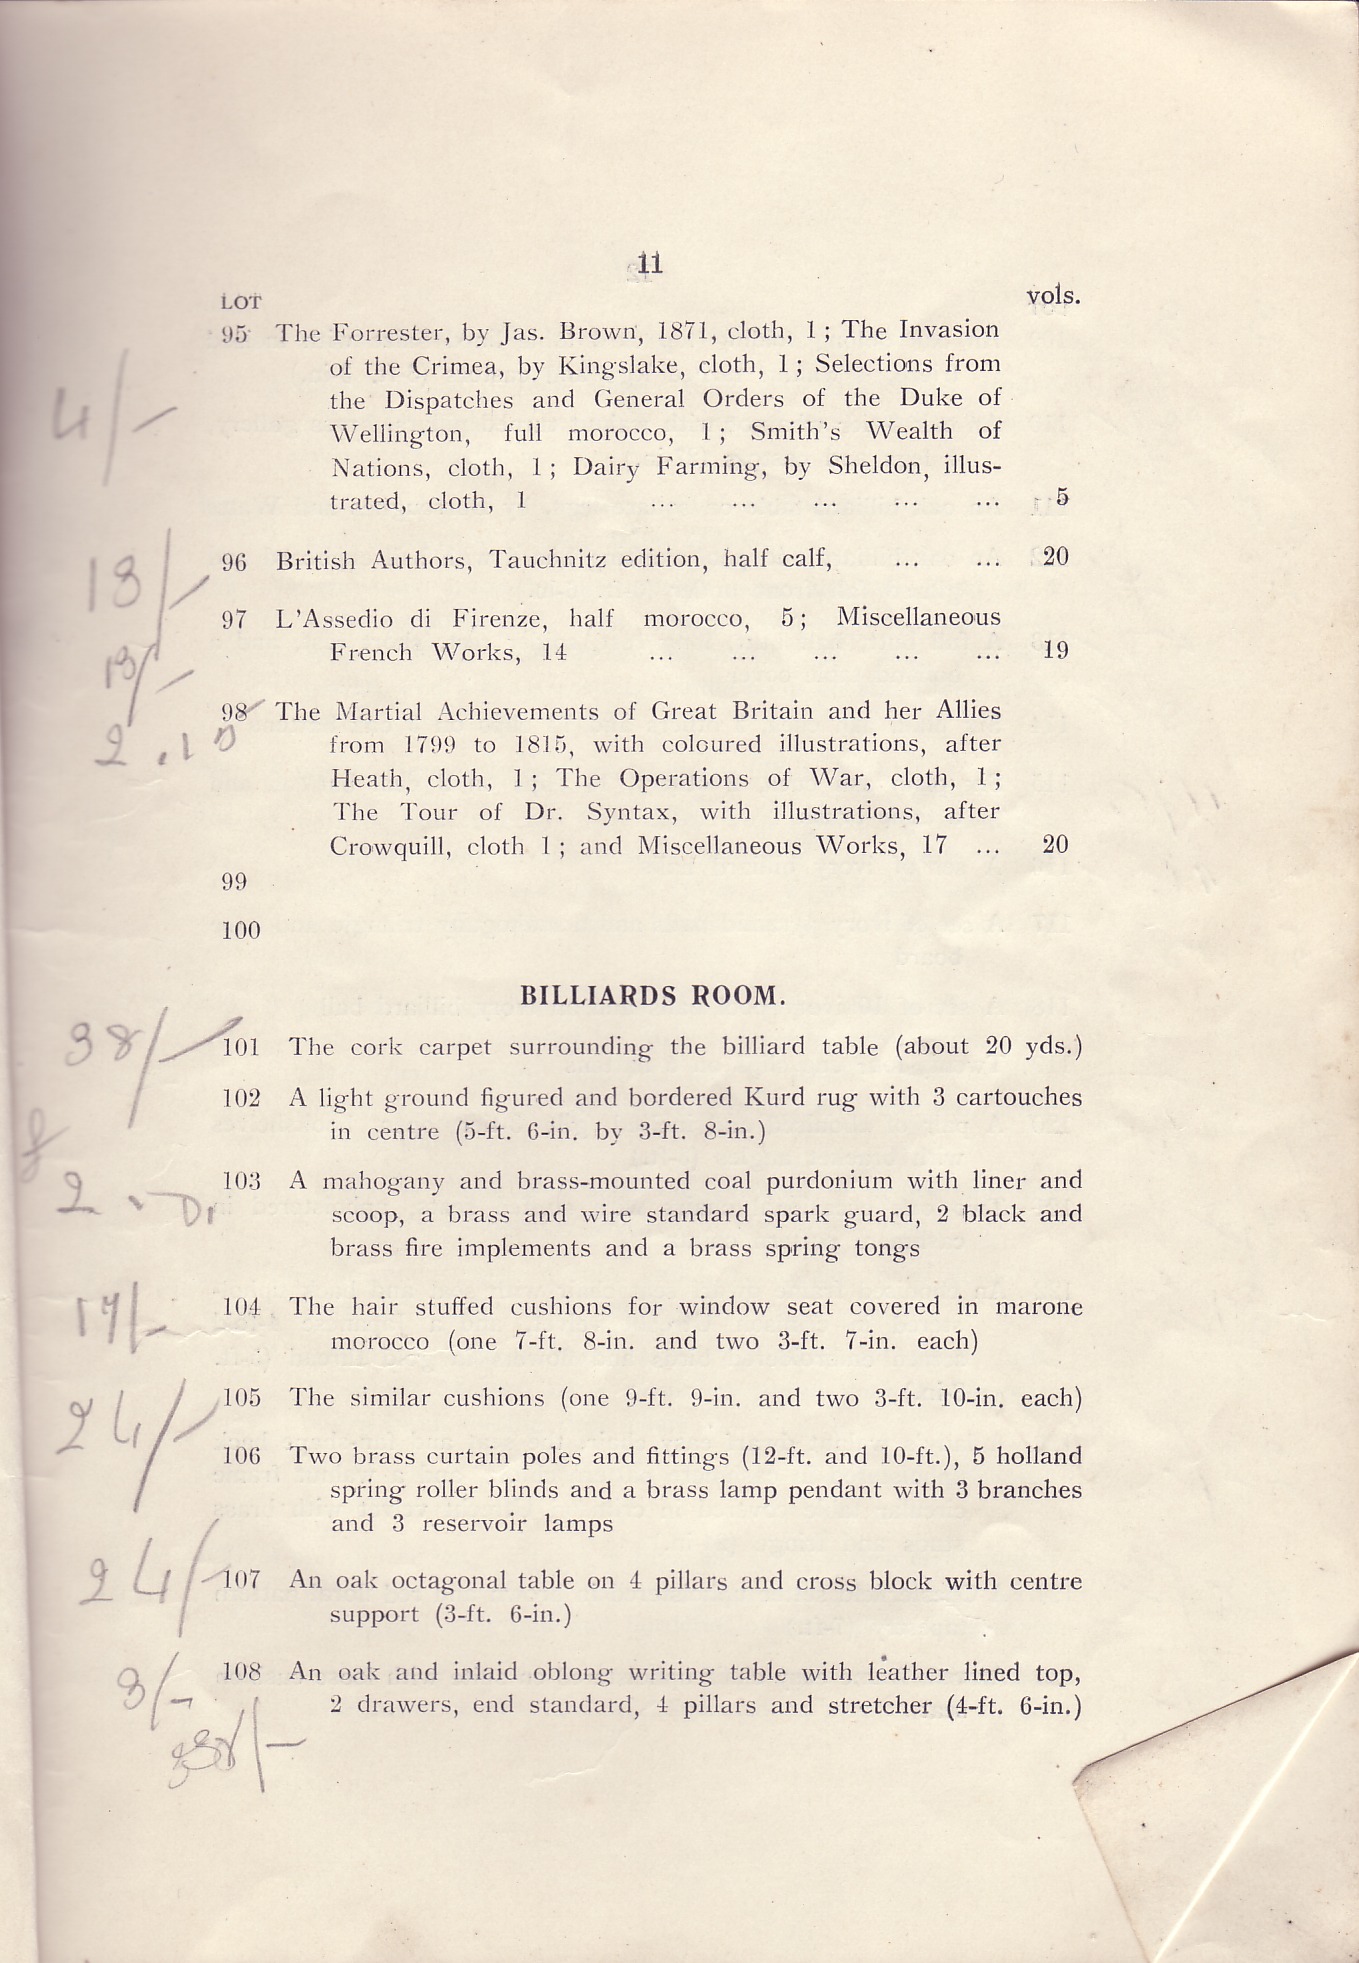 11
LOT vols.
95 The Forrester, by Jas. Brown, 1871, cloth, 1; The Invasion
of the Crimea, by Kingslake, cloth, 1; Selections from
the Dispatches and General Orders of the Duke of
4/-
Wellington, full morocco, 1; Smith's Wealth of
Nations, cloth, 1; Dairy Farming, by Sheldon, illus-
trated, cloth, 1 ... ... ... ... ... 5
18/-
96 British Authors, Tauchnitz edition, half calf, ... ... 20
97 L'Assedio di Firenze, half morocco, 5; Miscellaneous
French Works, 14 ... ... ... ... ... 19
13/-
98 The Martial Achievements of Great Britain and her Allies
2.10
from 1799 to 1815, with coloured illustrations, after
Heath, cloth, 1; The Operations of War, cloth, 1;
The Tour of Dr. Syntax, with illustrations, after
Crowquill, cloth 1; and Miscellaneous Works, 17 ... 20
99
100
BILLIARDS ROOM.
38/-
101 The cork carpet surrounding the billiard table (about 20 yds.)
102 A light ground figured and bordered Kurd rug with 3 cartouches
in centre (5-ft. 6-in. by 3-ft. 8-in.)
103 A mahogany and brass-mounted coal purdonium with liner and
scoop, a brass and wire standard spark guard, 2 black and
brass fire implements and a brass spring tongs
17/-
104 The hair stuffed cushions for window seat covered in marone
morocco (one 7-ft. 8-in. and two 3-ft. 7-in. each)
24/-
105 The similar cushions (one 9-ft. 9-in. and two 3-ft. 10-in. each)
106 Two brass curtain poles and fittings (12-ft. and 10-ft.), 5 holland
spring roller blinds and a brass lamp pendant with 3 branches
and 3 reservoir lamps
24/-
107 An oak octagonal table on 4 pillars and cross block with centre
support (3-ft. 6-in.)
108 An oak and inlaid oblong writing table with leather lined top,
2 drawers, end standard, 4 pillars and stretcher (4-ft. 6-in.)